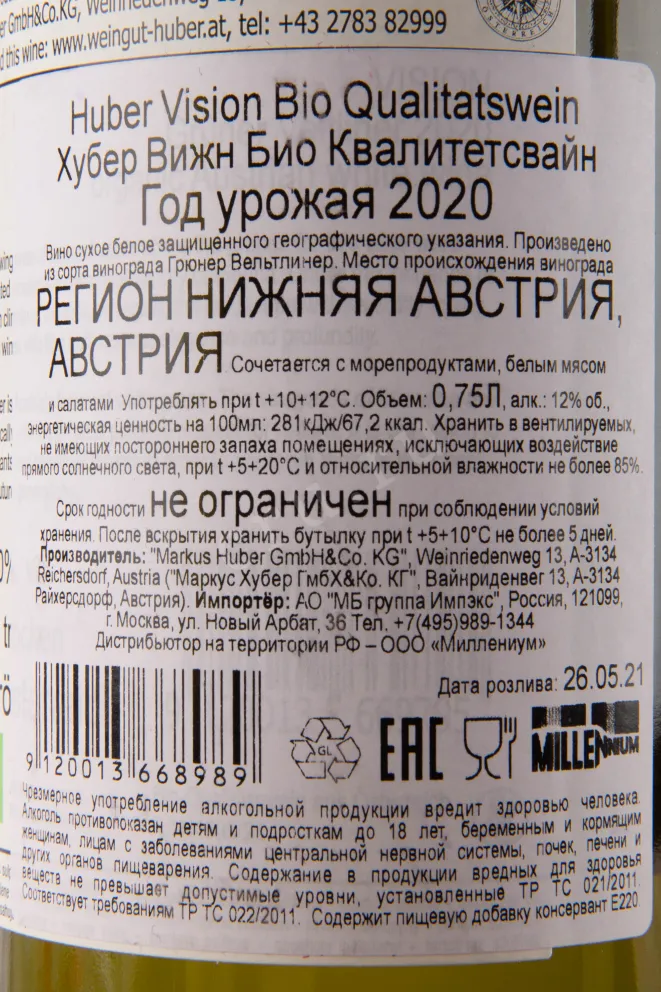 er GmbH&Co.KG, Weinriedenweg 13,
d this wine: www.weingut-huber.at, tel: +43 2783 82999
ÖSTERREICH
Huber Vision Bio Qualitatswein
Хубер Вижн Био Квалитетсвайн
Год урожая 2020
Вино сухое белое защищенного географического указания. Произведено
из сорта винограда Грюнер Вельтлинер. Место происхождения винограда
РЕГИОН НИЖНЯЯ АВСТРИЯ,
АВСТРИЯ. Сочетается с морепродуктами, белым мясом
и салатами Употреблять при t +10+12°C. Объем: 0,75Л, алк.: 12% об.,
энергетическая ценность на 100мл: 281кДж/67,2 ккал. Хранить в вентилируемых,
не имеющих постороннего запаха помещениях, исключающих воздействие
прямого солнечного света, при t +5+20°C и относительной влажности не более 85%.
Срок годности не ограничен при соблюдении условий
хранения. После вскрытия хранить бутылку при t +5+10°C не более 5 дней.
Производитель: "Markus Huber GmbH&Co. KG", Weinriedenweg 13, A-3134
Reichersdorf, Austria ("Маркус Хубер ГмбХ&Ко. КГ", Вайнриденвег 13, А-3134
Райхерсдорф, Австрия). Импортёр: АО "МБ группа Импэкс", Россия, 121099,
г. Москва, ул. Новый Арбат, 36 Тел. +7(495)989-1344
Дистрибьютор на территории РФ – ООО «Миллениум»
Дата розлива: 26.05.21
9 120013 668989
GL
EAC
MILLENNIUM
Чрезмерное употребление алкогольной продукции вредит здоровью человека.
Алкоголь противопоказан детям и подросткам до 18 лет, беременным и кормящим
женщинам, лицам с заболеваниями центральной нервной системы, почек, печени и
других органов пищеварения. Содержание в продукции вредных для здоровья
веществ не превышает допустимые уровни, установленные ТР ТС 021/2011.
Соответствует требованиям ТР ТС 022/2011. Содержит пищевую добавку консервант Е220.